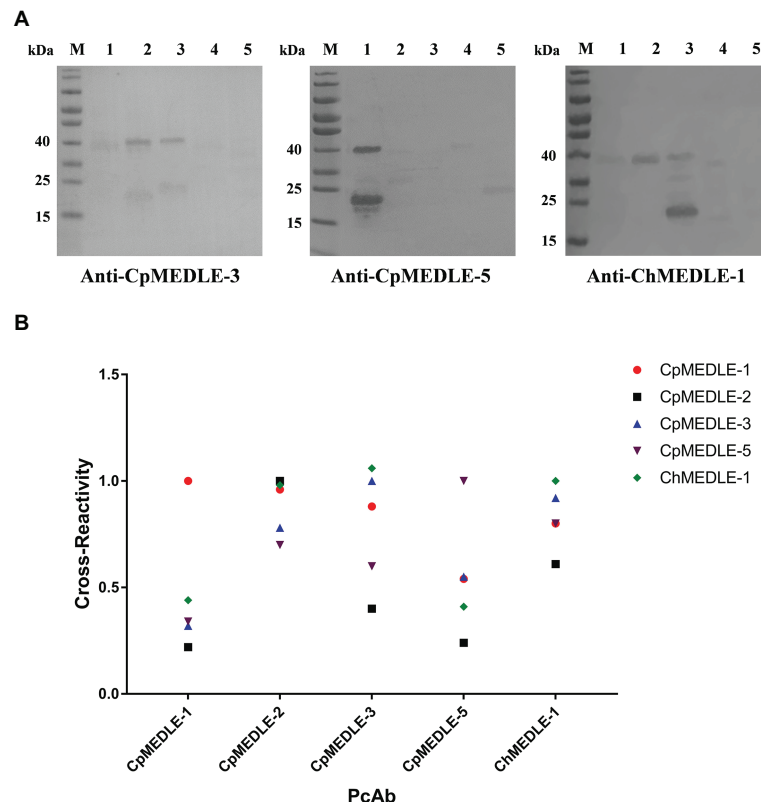 A
kDa M 1 2 3 4 5
40
25
15
Anti-CpMEDLE-3
kDa M 1 2 3 4 5
40
25
15
Anti-CpMEDLE-5
kDa M 1 2 3 4 5
40
25
15
Anti-ChMEDLE-1
B
1.5
1.0
0.5
0.0
Cross-Reactivity
CpMEDLE-1
CpMEDLE-2
CpMEDLE-3
CpMEDLE-5
ChMEDLE-1
PcAb
CpMEDLE-1
CpMEDLE-2
CpMEDLE-3
CpMEDLE-5
ChMEDLE-1